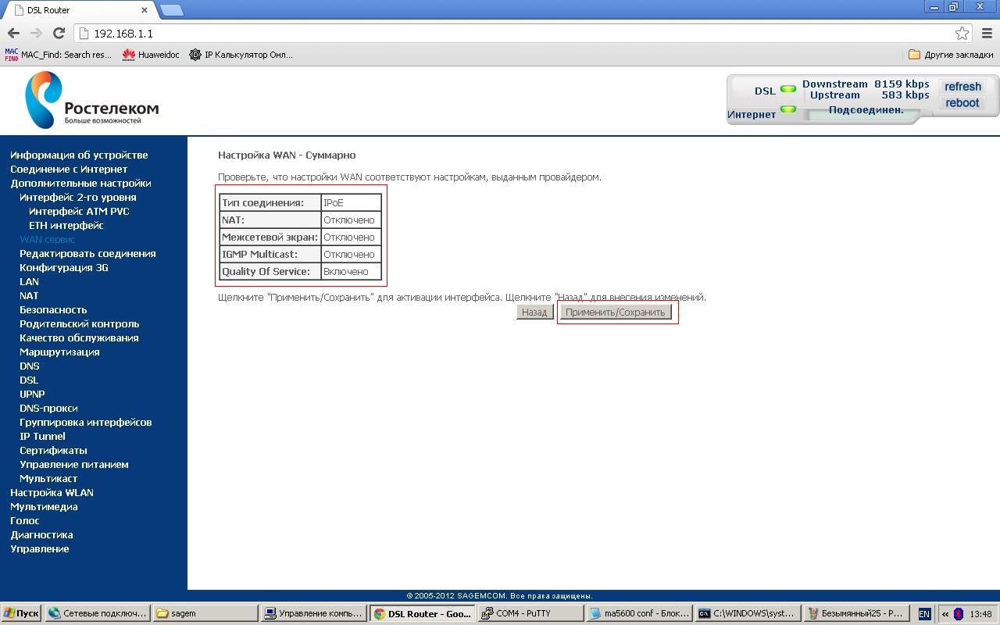 DSL Router
192.168.1.1
MAC FIND MAC_Find: Search res... Huaweidoc IP Калькулятор Онл... Другие закладки
Ростелеком
Больше возможностей
DSL Downstream 8159 kbps
Upstream 583 kbps
Интернет Подсоединен.
refresh
reboot
Информация об устройстве
Соединение с Интернет
Дополнительные настройки
Интерфейс 2-го уровня
Интерфейс ATM PVC
ETH интерфейс
WAN сервис
Редактировать соединения
Конфигурация 3G
LAN
NAT
Безопасность
Родительский контроль
Качество обслуживания
Маршрутизация
DNS
DSL
UPNP
DNS-прокси
Группировка интерфейсов
IP Tunnel
Сертификаты
Управление питанием
Мультикаст
Настройка WLAN
Мультимедиа
Голос
Диагностика
Управление
Настройка WAN - Суммарно
Проверьте, что настройки WAN соответствуют настройкам, выданным провайдером.
Тип соединения: IPoE
NAT: Отключено
Межсетевой экран: Отключено
IGMP Multicast: Отключено
Quality Of Service: Включено
Щелкните "Применить/Сохранить" для активации интерфейса. Щелкните "Назад" для внесения изменений.
Назад Применить/Сохранить
© 2005-2012 SAGEMCOM. Все права защищены.
Пуск Сетевые подключ... sagem Управление компь... DSL Router - Goo... COM4 - PuTTY ma5600 conf - Блок... C:\WINDOWS\syst... Безымянный25 - P... EN « 13:48